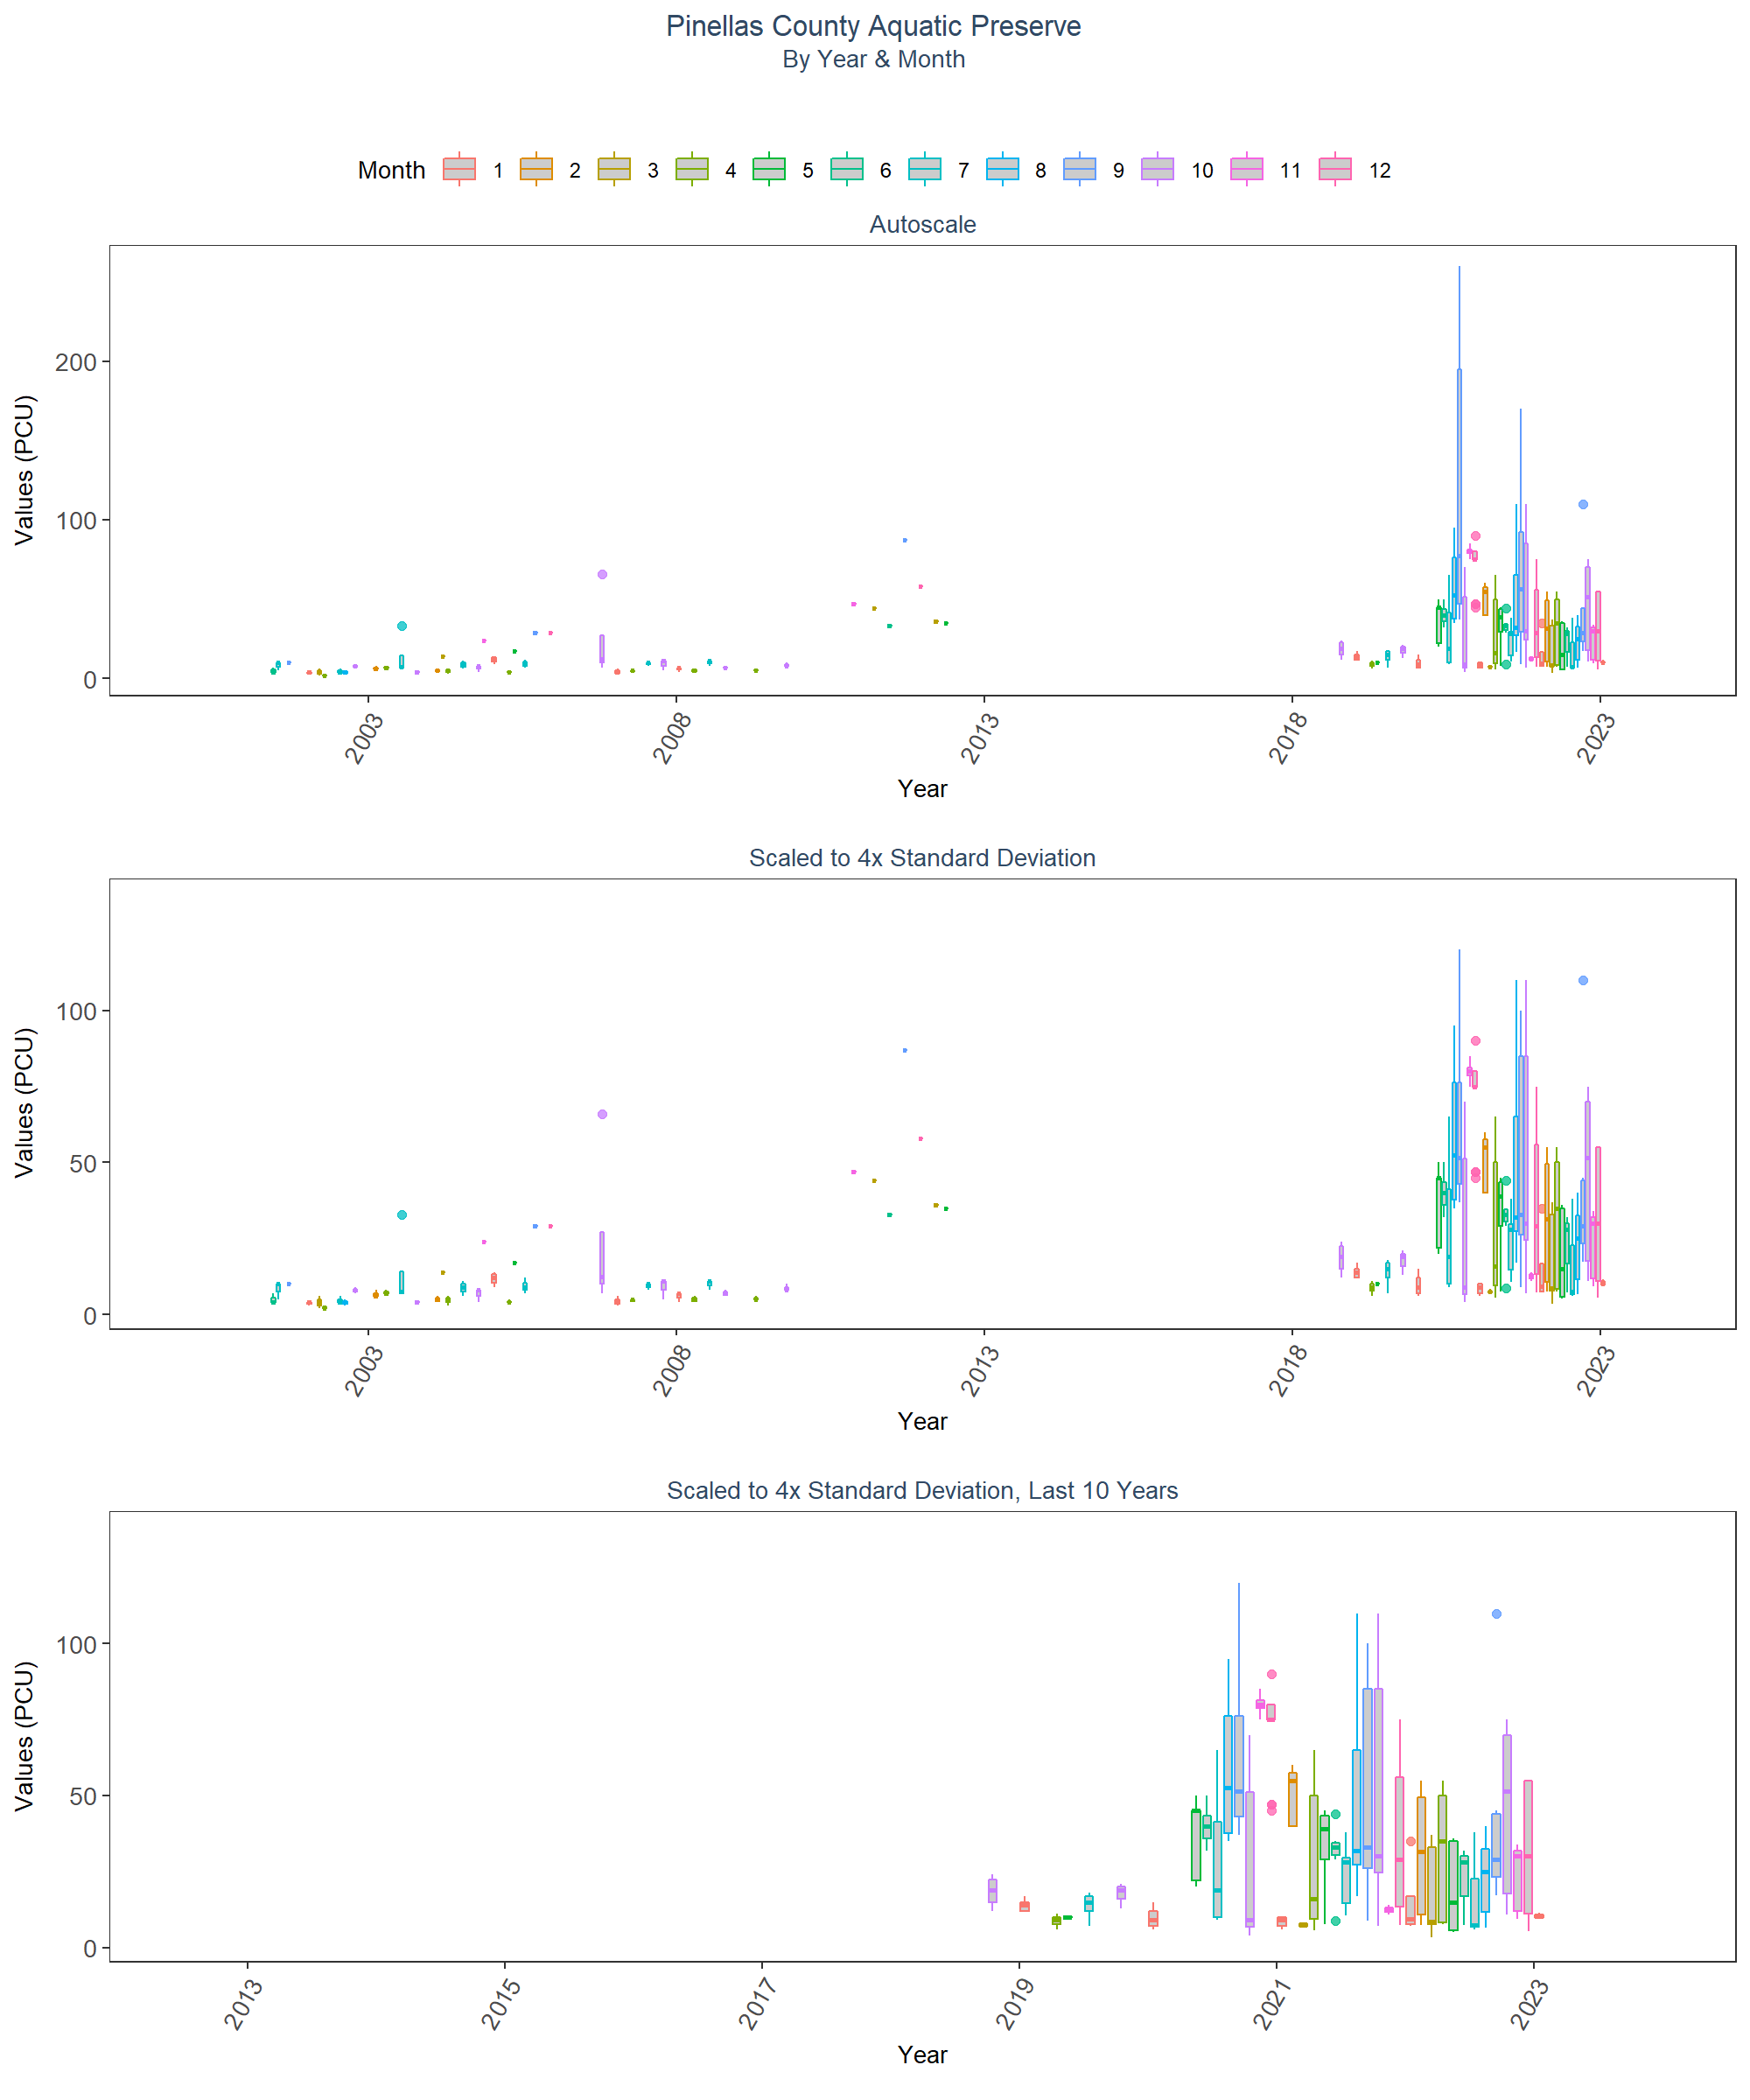 Pinellas County Aquatic Preserve
By Year & Month
Month 1 2 3 4 5 6 7 8 9 10 11 12
Autoscale
Values (PCU)
200
100
0
2003 2008 2013 2018 2023
Year
Scaled to 4x Standard Deviation
Values (PCU)
100
50
0
2003 2008 2013 2018 2023
Year
Scaled to 4x Standard Deviation, Last 10 Years
Values (PCU)
100
50
0
2013 2015 2017 2019 2021 2023
Year